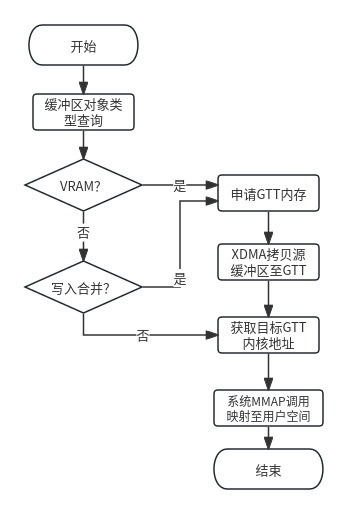 开始
缓冲区对象类
型查询
VRAM?
是
申请GTT内存
否
XDMA拷贝源
缓冲区至GTT
写入合并?
是
否
获取目标GTT
内核地址
系统MMAP调用
映射至用户空间
结束